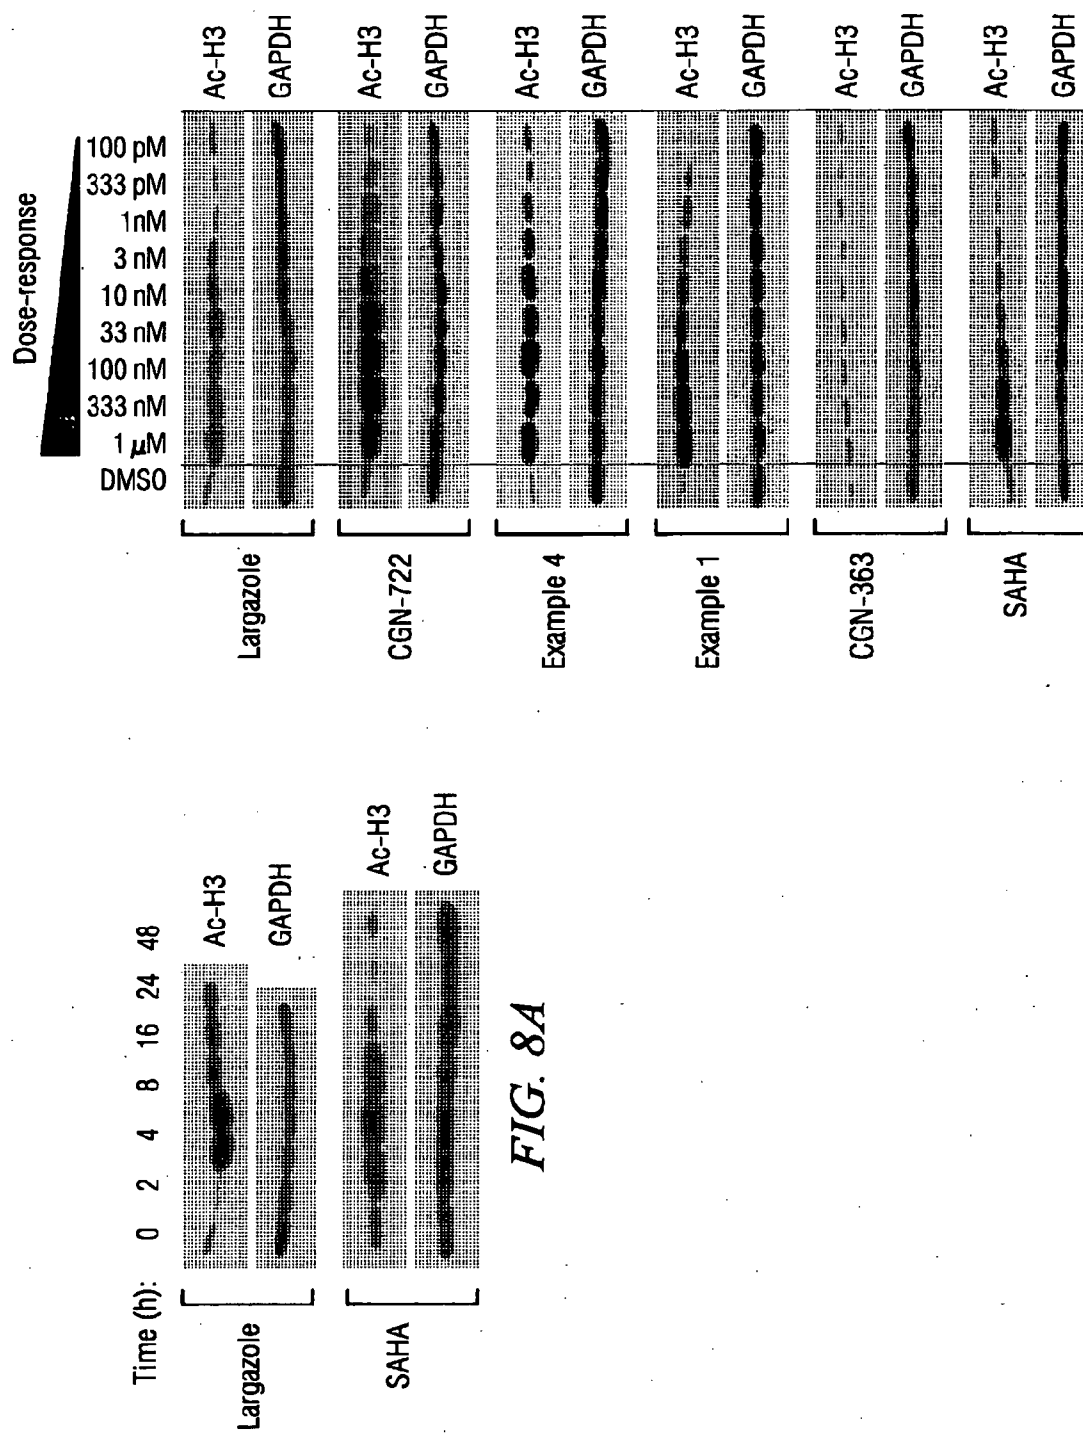 Time (h): 0 2 4 8 16 24 48
Largazole
Ac-H3
GAPDH
SAHA
Ac-H3
GAPDH
FIG. 8A
Dose-response
DMSO 1 µM 333 nM 100 nM 33 nM 10 nM 3 nM 1nM 333 pM 100 pM
Largazole
Ac-H3
GAPDH
CGN-722
Ac-H3
GAPDH
Example 4
Ac-H3
GAPDH
Example 1
Ac-H3
GAPDH
CGN-363
Ac-H3
GAPDH
SAHA
Ac-H3
GAPDH